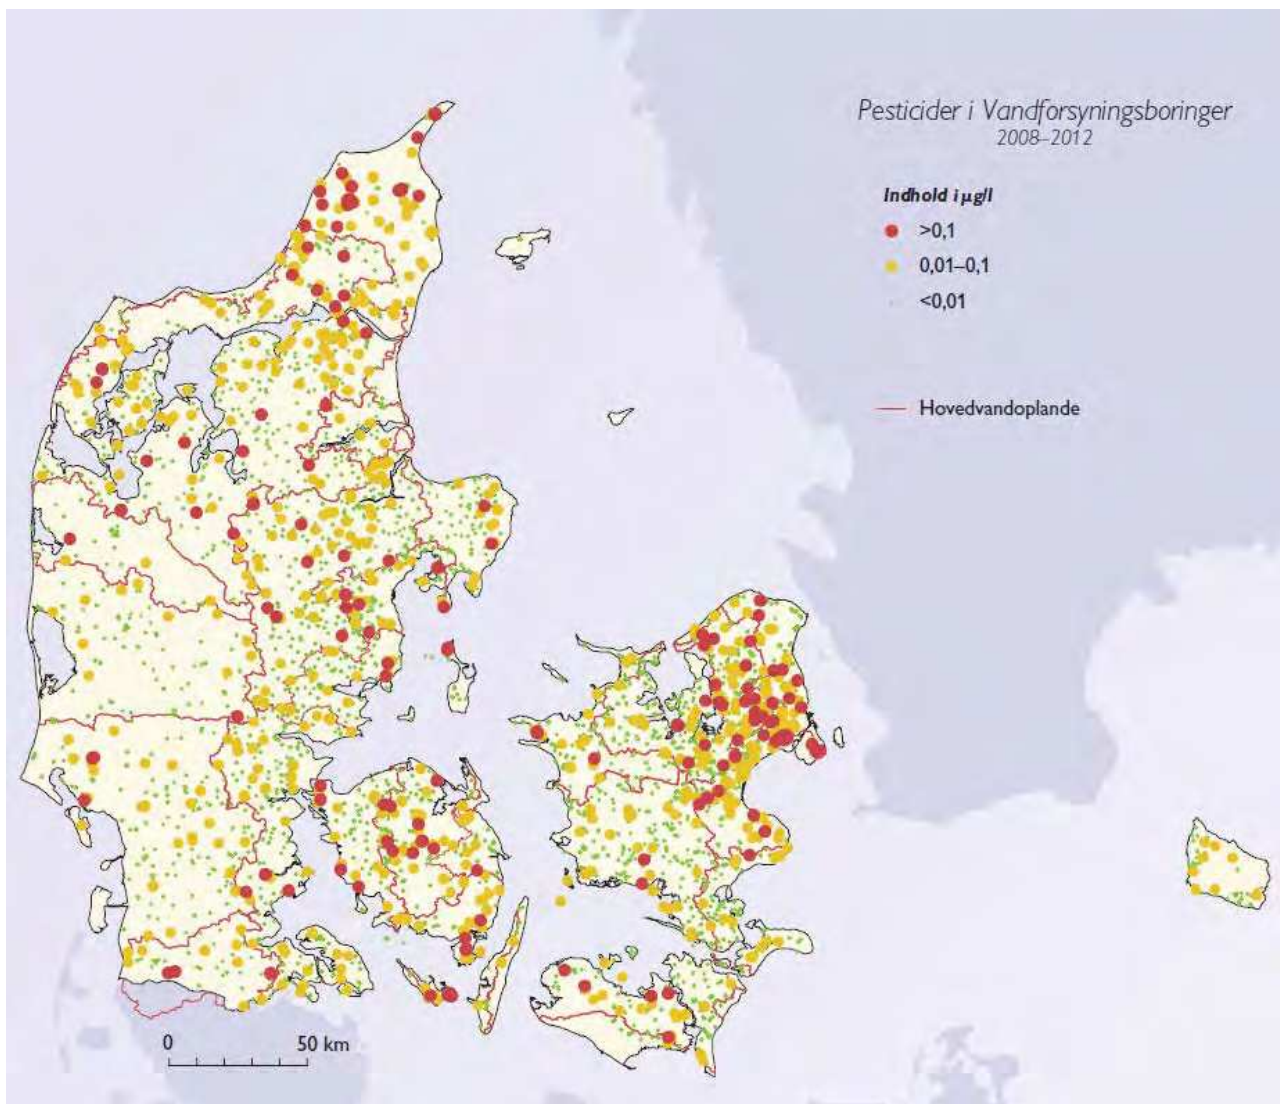 Pesticider i Vandforsyningsboringer
2008–2012
Indhold i µg/l
>0,1
0,01–0,1
<0,01
Hovedvandoplande
0 50 km